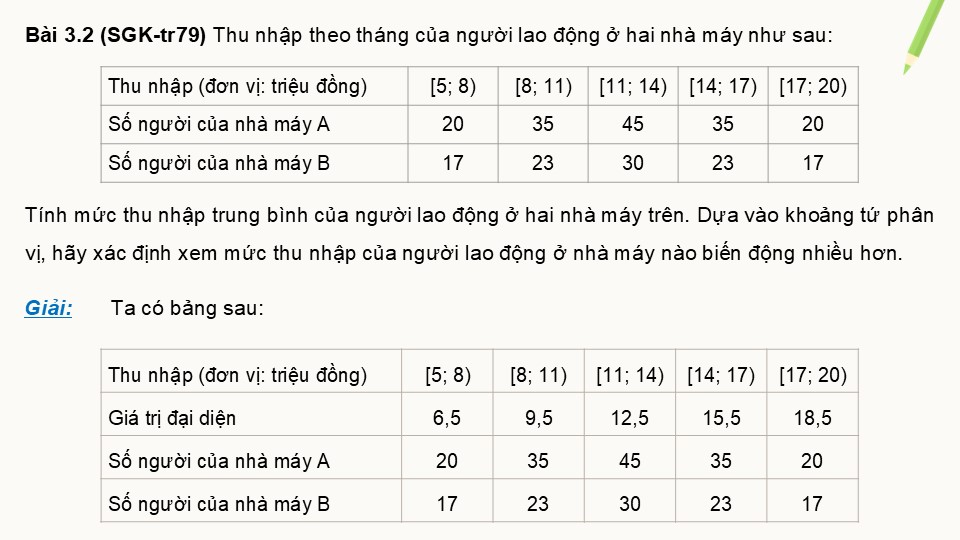 Bài 3.2 (SGK-tr79) Thu nhập theo tháng của người lao động ở hai nhà máy như sau:
Thu nhập (đơn vị: triệu đồng) [5; 8) [8; 11) [11; 14) [14; 17) [17; 20)
Số người của nhà máy A 20 35 45 35 20
Số người của nhà máy B 17 23 30 23 17
Tính mức thu nhập trung bình của người lao động ở hai nhà máy trên. Dựa vào khoảng tứ phân
vị, hãy xác định xem mức thu nhập của người lao động ở nhà máy nào biến động nhiều hơn.
Giải: Ta có bảng sau:
Thu nhập (đơn vị: triệu đồng) [5; 8) [8; 11) [11; 14) [14; 17) [17; 20)
Giá trị đại diện 6,5 9,5 12,5 15,5 18,5
Số người của nhà máy A 20 35 45 35 20
Số người của nhà máy B 17 23 30 23 17